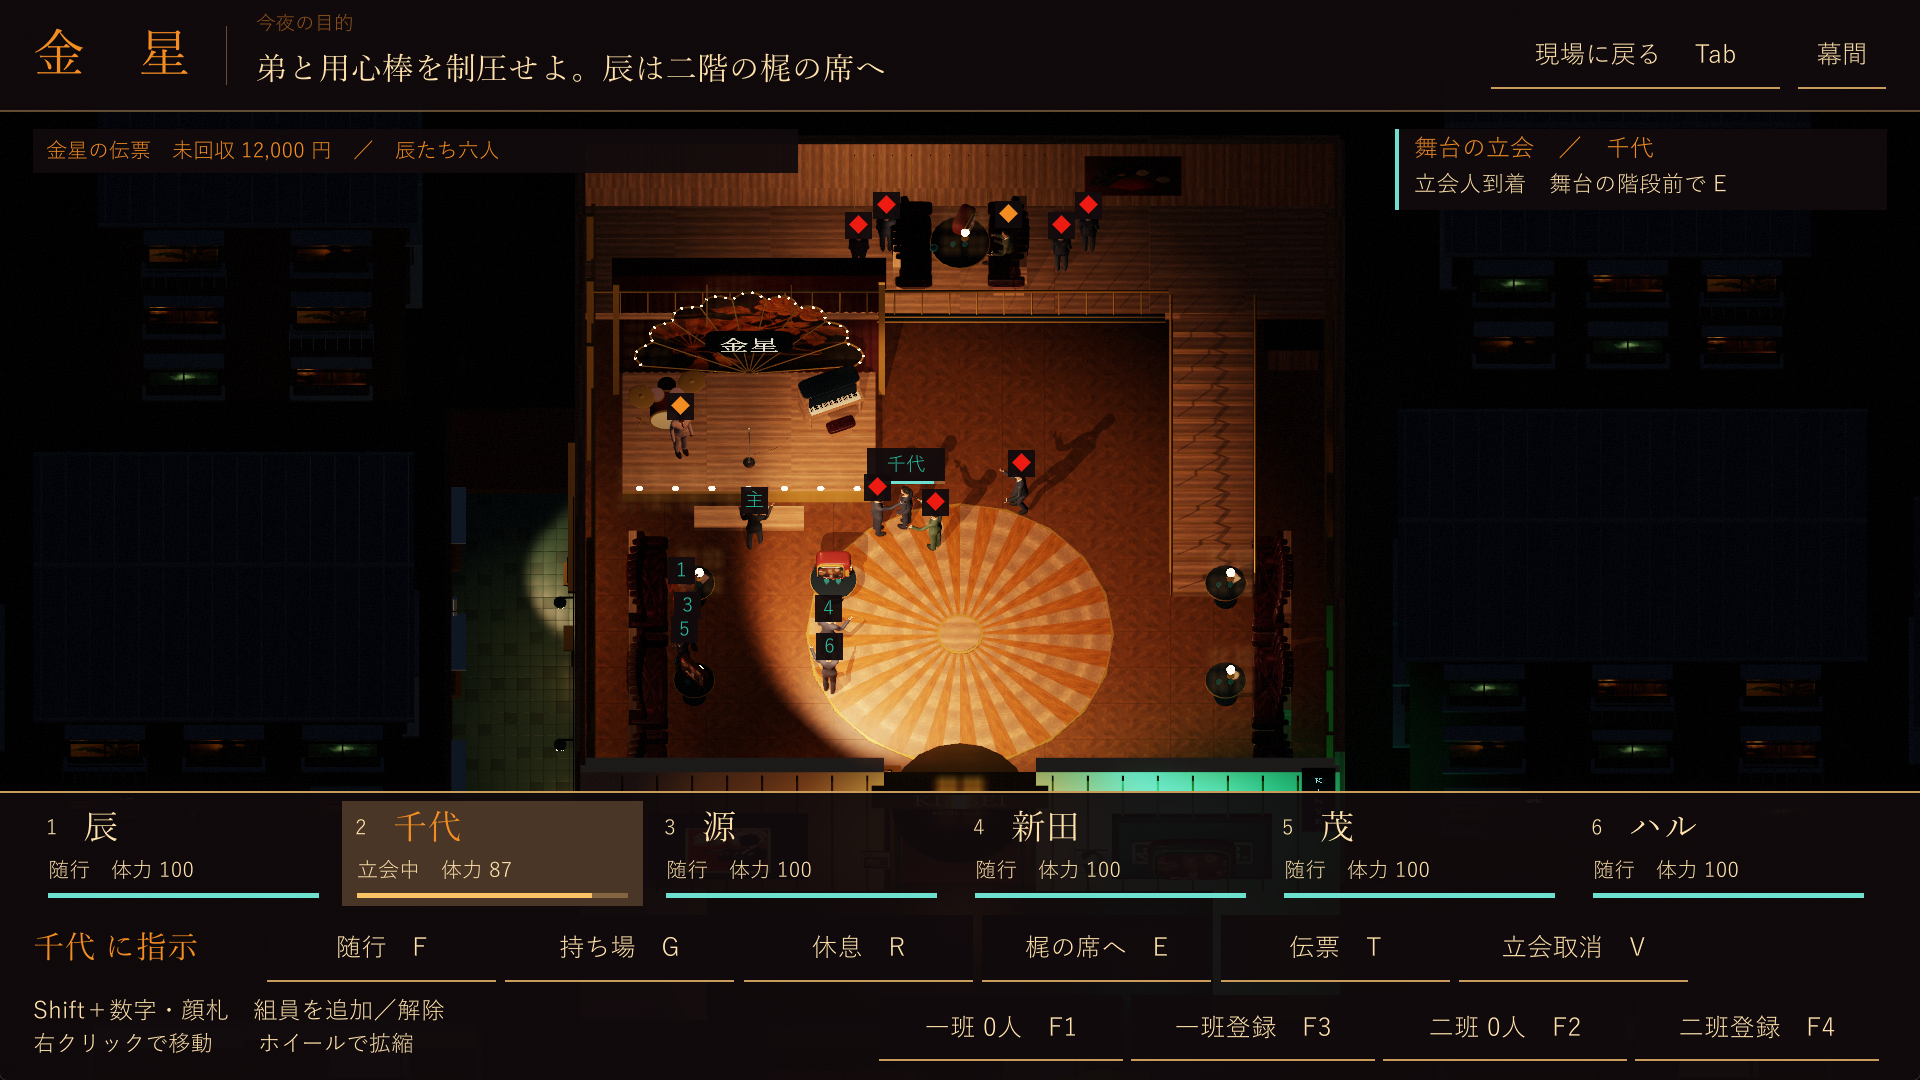 金星
今夜の目的
弟と用心棒を制圧せよ。辰は二階の梶の席へ
現場に戻る Tab
幕間
金星の伝票 未回収 12,000 円 ／ 辰たち六人
舞台の立会 ／ 千代
立会人到着 舞台の階段前で E
金星
千代
主
1
3
5
4
6
1 辰
随行 体力 100
2 千代
立会中 体力 87
3 源
随行 体力 100
4 新田
随行 体力 100
5 茂
随行 体力 100
6 ハル
随行 体力 100
千代 に指示
随行 F
持ち場 G
休息 R
梶の席へ E
伝票 T
立会取消 V
Shift＋数字・顔札 組員を追加／解除
右クリックで移動 ホイールで拡縮
一班 0人 F1
一班登録 F3
二班 0人 F2
二班登録 F4